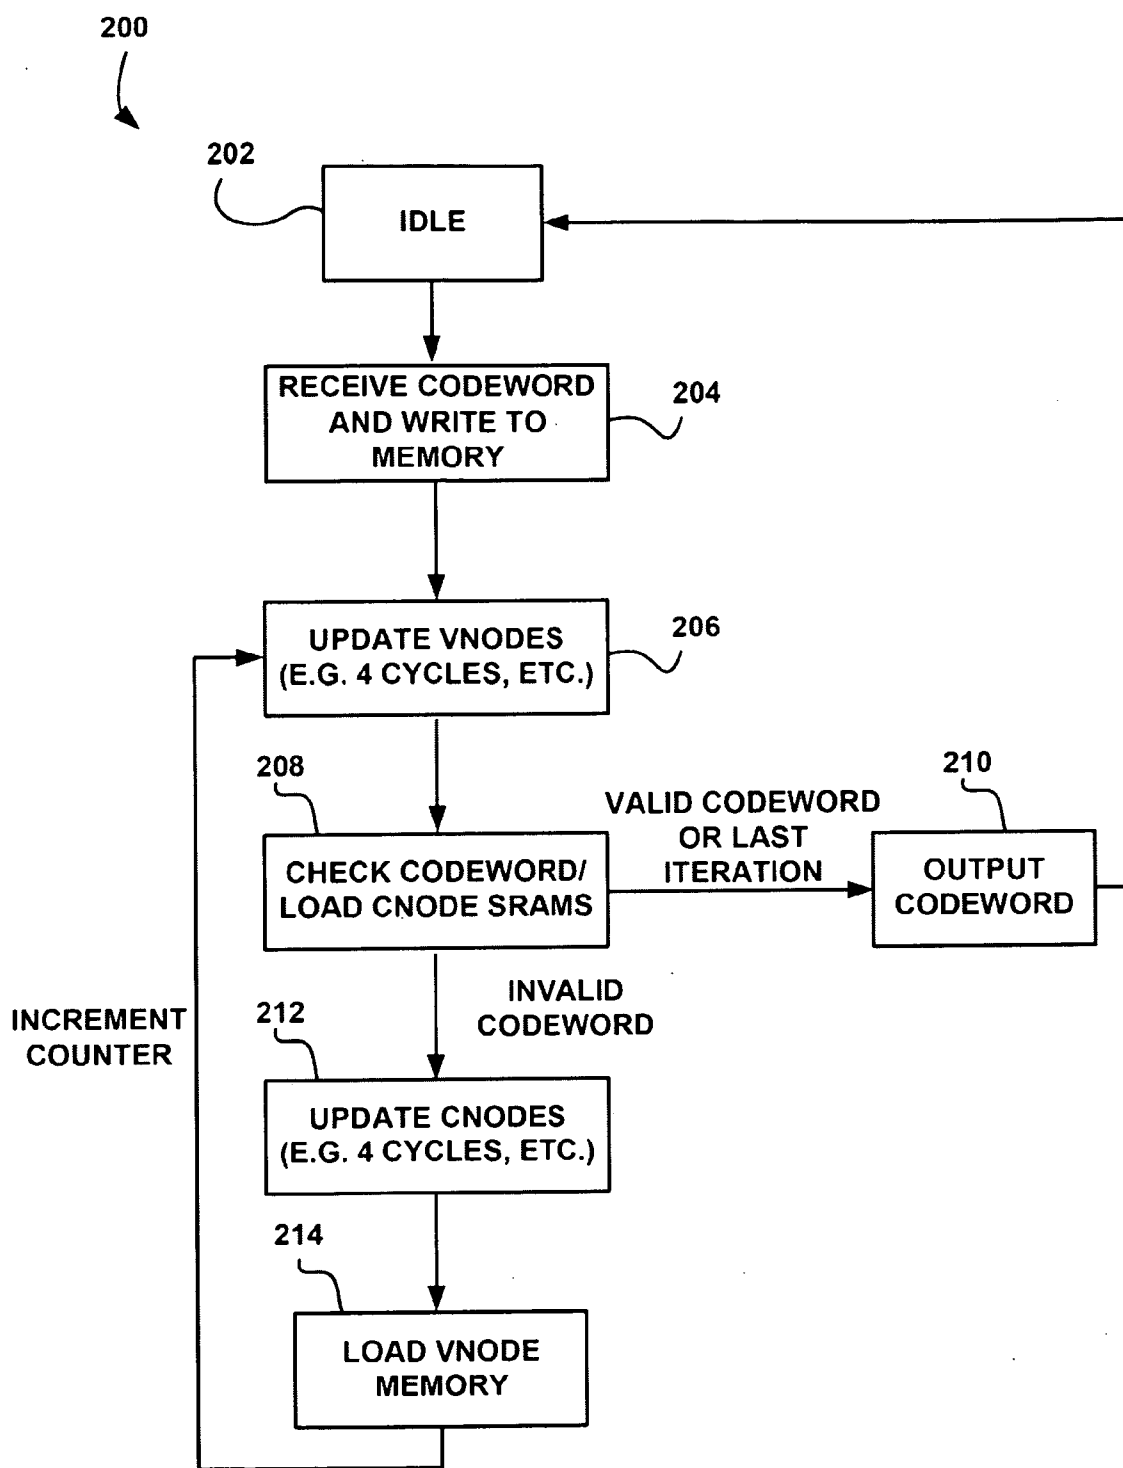 200
202
IDLE
RECEIVE CODEWORD
AND WRITE TO
MEMORY
204
UPDATE VNODES
(E.G. 4 CYCLES, ETC.)
206
208
CHECK CODEWORD/
LOAD CNODE SRAMS
VALID CODEWORD
OR LAST
ITERATION
210
OUTPUT
CODEWORD
INVALID
CODEWORD
INCREMENT
COUNTER
212
UPDATE CNODES
(E.G. 4 CYCLES, ETC.)
214
LOAD VNODE
MEMORY